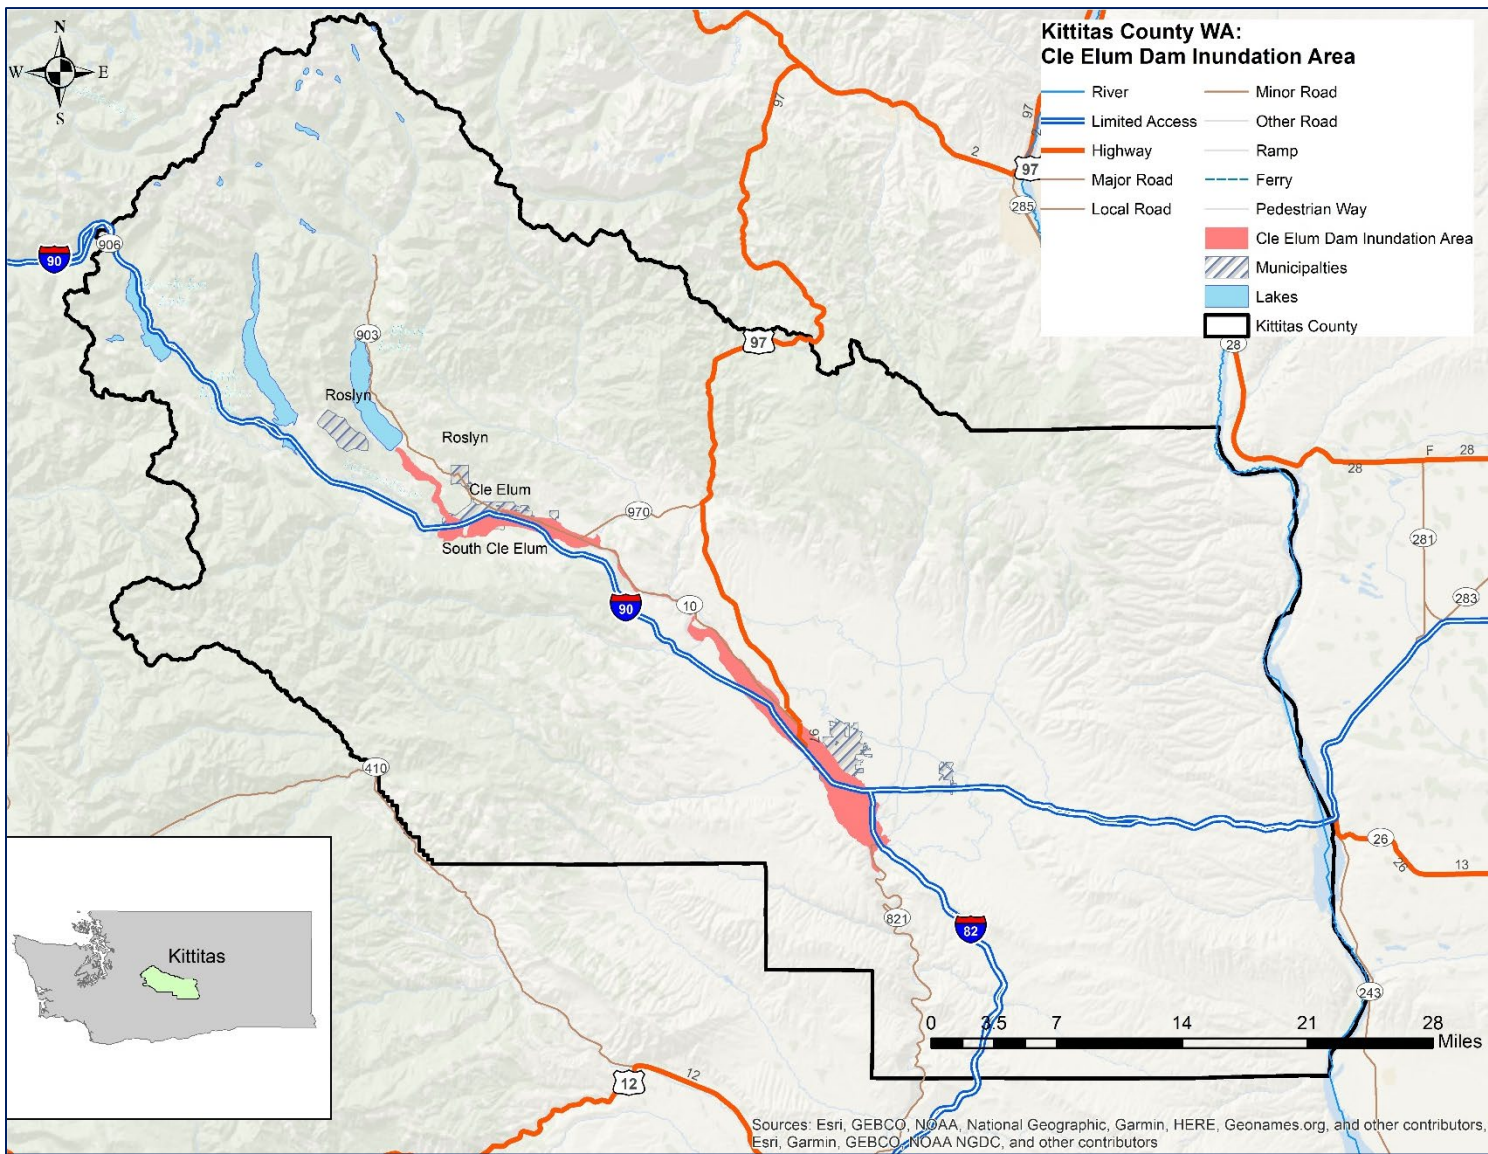 N
W E
S
Kittitas County WA:
Cle Elum Dam Inundation Area
River
Limited Access
Highway
Major Road
Local Road
Minor Road
Other Road
Ramp
Ferry
Pedestrian Way
Cle Elum Dam Inundation Area
Municipalties
Lakes
Kittitas County
97
2
97
2
97
285
906
90
903
97
28
Roslyn
Roslyn
Cle Elum
South Cle Elum
970
28
F
28
281
283
90
10
97
410
26
26
13
821
82
243
Kittitas
12
12
0 3.5 7 14 21 28
Miles
Sources: Esri, GEBCO, NOAA, National Geographic, Garmin, HERE, Geonames.org, and other contributors,
Esri, Garmin, GEBCO, NOAA NGDC, and other contributors